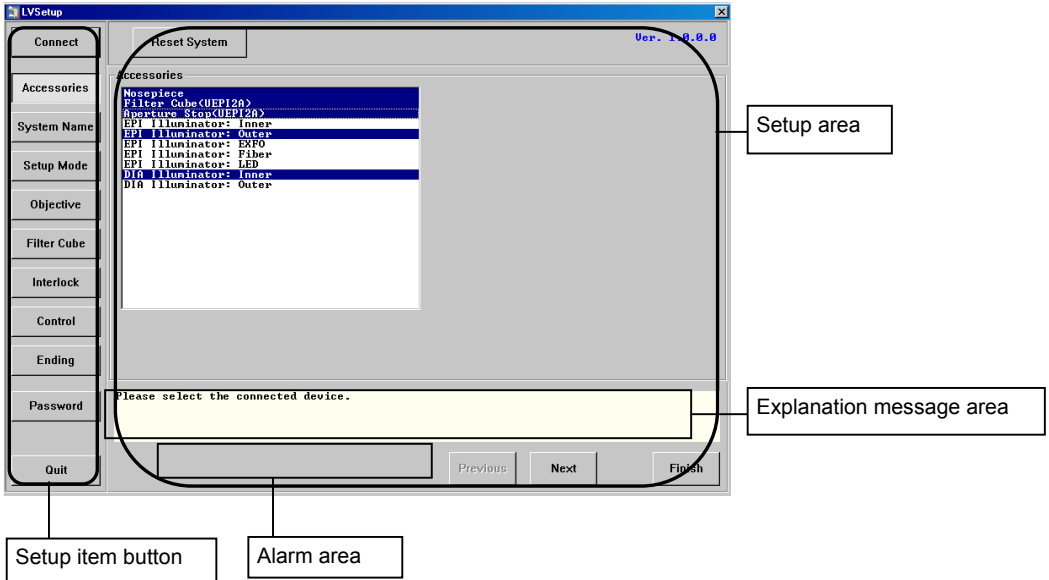 LVSetup
Connect
Reset System
Ver. 1.0.0.0
Accessories
Accessories
Nosepiece
Filter Cube(UEPI2A)
Aperture Stop(UEPI2A)
EPI Illuminator: Inner
EPI Illuminator: Outer
EPI Illuminator: EXFO
EPI Illuminator: Fiber
EPI Illuminator: LED
DIA Illuminator: Inner
DIA Illuminator: Outer
System Name
Setup Mode
Objective
Filter Cube
Interlock
Control
Ending
Password
Quit
Please select the connected device.
Previous
Next
Finish
Setup area
Explanation message area
Setup item button
Alarm area